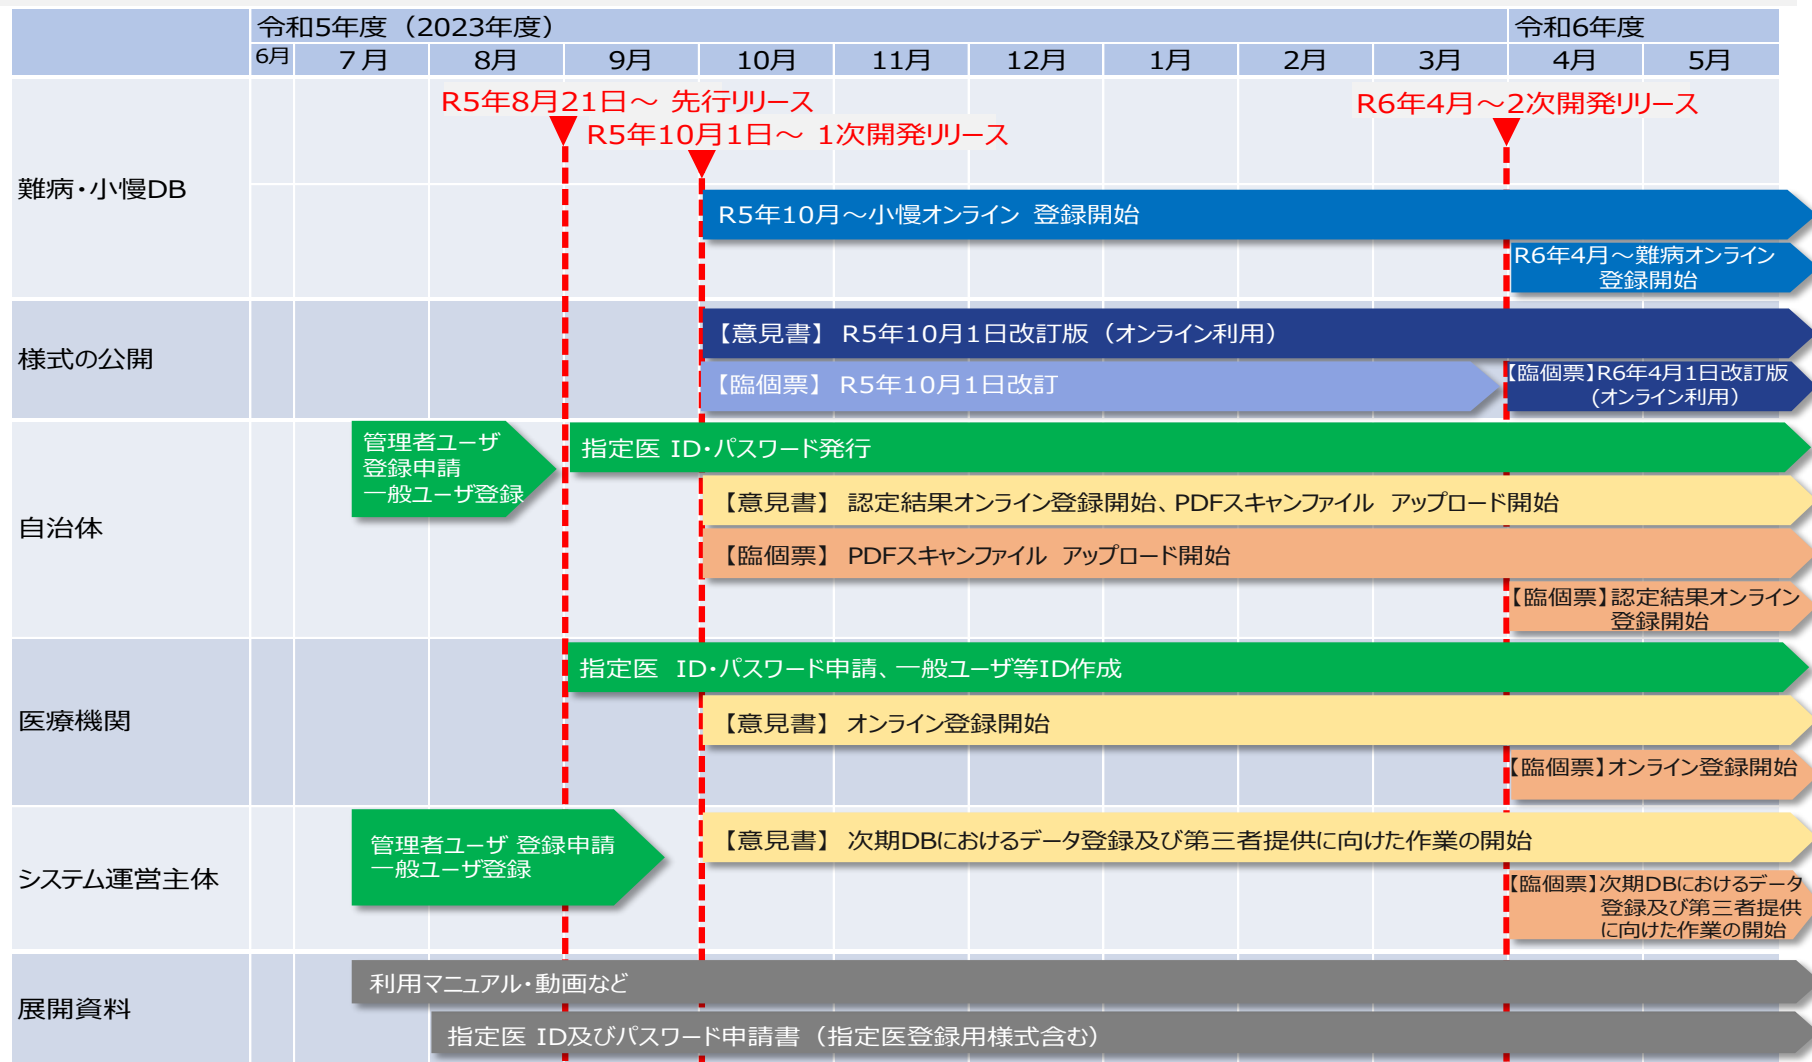 令和5年度（2023年度）
令和6年度
6月 7月 8月 9月 10月 11月 12月 1月 2月 3月 4月 5月
R5年8月21日～ 先行リリース
R5年10月1日～ 1次開発リリース
R6年4月～2次開発リリース
難病・小慢DB
R5年10月～小慢オンライン 登録開始
R6年4月～難病オンライン
登録開始
様式の公開
【意見書】 R5年10月1日改訂版（オンライン利用）
【臨個票】 R5年10月1日改訂
【臨個票】R6年4月1日改訂版
(オンライン利用）
自治体
管理者ユーザ
登録申請
一般ユーザ登録
指定医 ID・パスワード発行
【意見書】 認定結果オンライン登録開始、PDFスキャンファイル アップロード開始
【臨個票】 PDFスキャンファイル アップロード開始
【臨個票】認定結果オンライン
登録開始
医療機関
指定医 ID・パスワード申請、一般ユーザ等ID作成
【意見書】 オンライン登録開始
【臨個票】オンライン登録開始
システム運営主体
管理者ユーザ 登録申請
一般ユーザ登録
【意見書】 次期DBにおけるデータ登録及び第三者提供に向けた作業の開始
【臨個票】次期DBにおけるデータ
登録及び第三者提供
に向けた作業の開始
展開資料
利用マニュアル・動画など
指定医 ID及びパスワード申請書（指定医登録用様式含む）